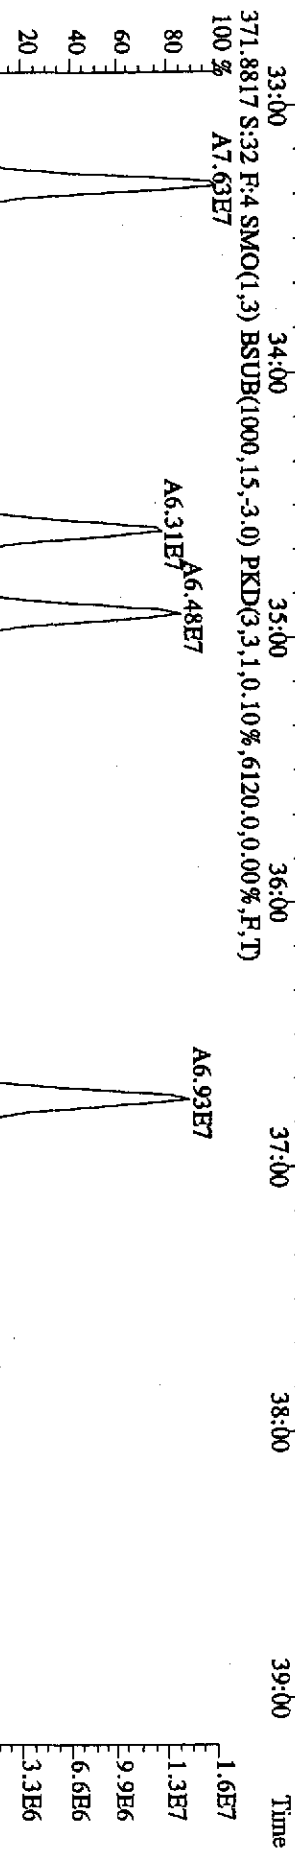 33:00 34:00 35:00 36:00 37:00 38:00 39:00 Time
371.8817 S:32 F:4 SMO(1,3) BSUB(1000,15,-3.0) PKD(3,3,1,0.10%,6120.0,0.00%,F,T)
100 % A7.63E7 1.6E7
A6.93E7
80 A6.31E7 A6.48E7 1.3E7
60 9.9E6
40 6.6E6
20 3.3E6